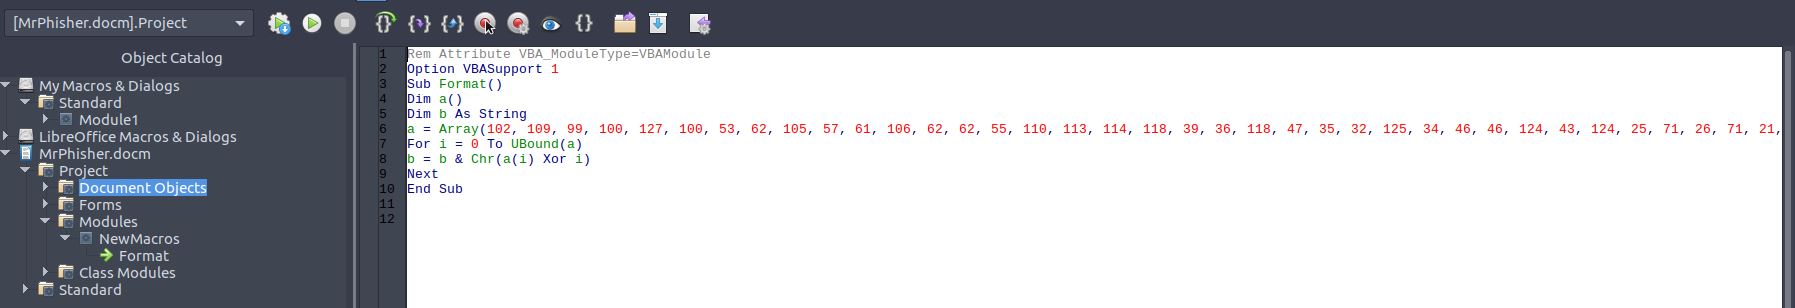 [MrPhisher.docm].Project
Object Catalog
My Macros & Dialogs
Standard
Module1
LibreOffice Macros & Dialogs
MrPhisher.docm
Project
Document Objects
Forms
Modules
NewMacros
Format
Class Modules
Standard
1 Rem Attribute VBA_ModuleType=VBAModule
2 Option VBASupport 1
3 Sub Format()
4 Dim a()
5 Dim b As String
6 a = Array(102, 109, 99, 100, 127, 100, 53, 62, 105, 57, 61, 106, 62, 62, 55, 110, 113, 114, 118, 39, 36, 118, 47, 35, 32, 125, 34, 46, 46, 124, 43, 124, 25, 71, 26, 71, 21,
7 For i = 0 To UBound(a)
8 b = b & Chr(a(i) Xor i)
9 Next
10 End Sub
11
12